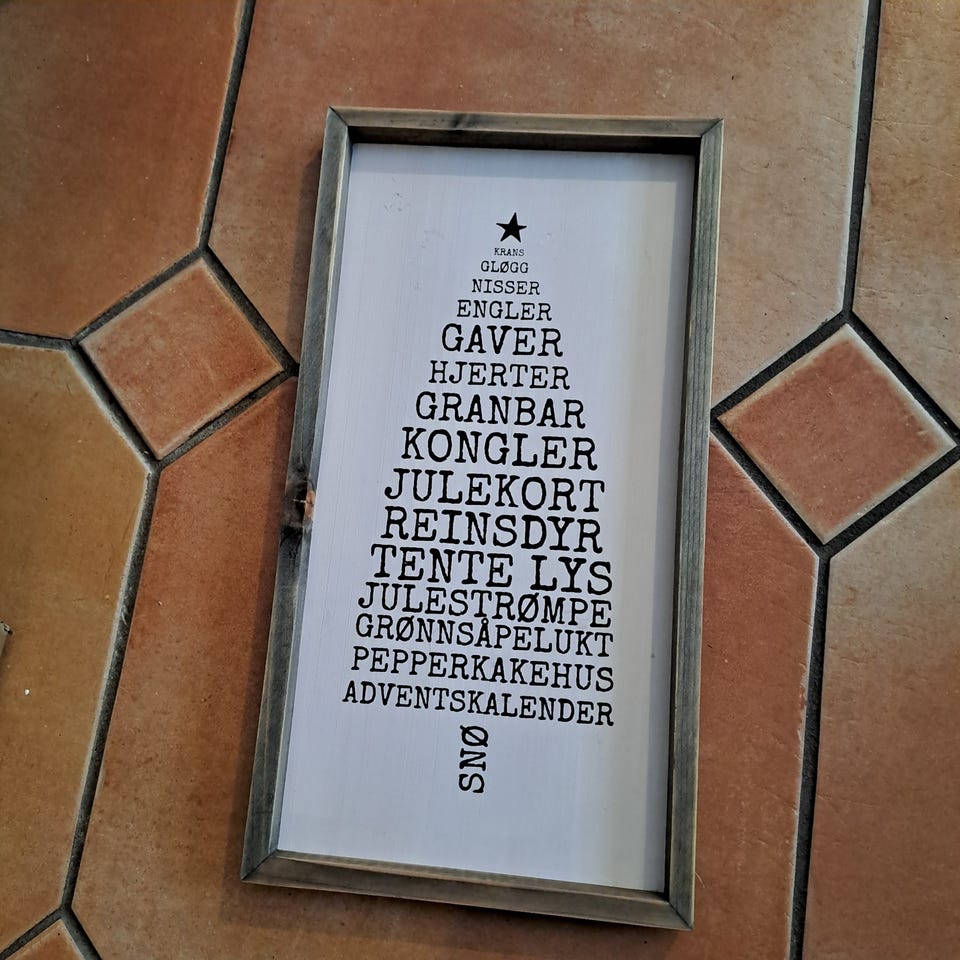 KRANS
GLØGG
NISSER
ENGLER
GAVER
HJERTER
GRANBAR
KONGLER
JULEKORT
REINSDYR
TENTE LYS
JULESTRØMPE
GRØNNSÅPELUKT
PEPPERKAKEHUS
ADVENTSKALENDER
SNØ